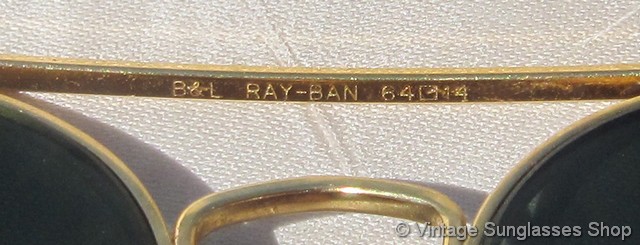 B&L RAY-BAN 64□14
© Vintage Sunglasses Shop